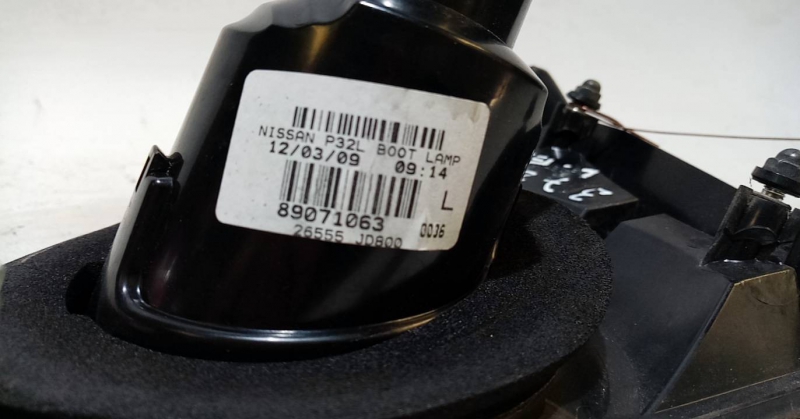 NISSAN P32L BOOT LAMP
12/03/09 09:14
L
89071063 0036
26555 JD800